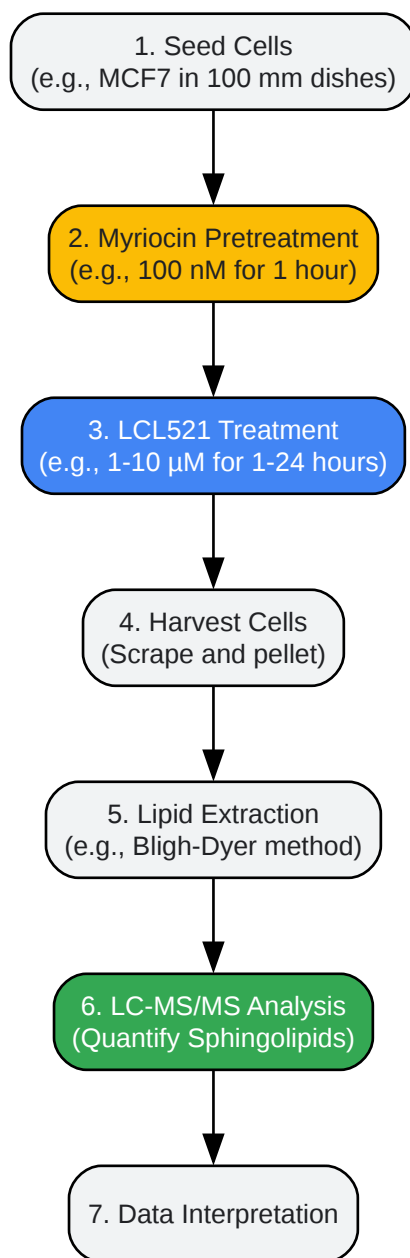 1. Seed Cells
(e.g., MCF7 in 100 mm dishes)
2. Myriocin Pretreatment
(e.g., 100 nM for 1 hour)
3. LCL521 Treatment
(e.g., 1-10 µM for 1-24 hours)
4. Harvest Cells
(Scrape and pellet)
5. Lipid Extraction
(e.g., Bligh-Dyer method)
6. LC-MS/MS Analysis
(Quantify Sphingolipids)
7. Data Interpretation